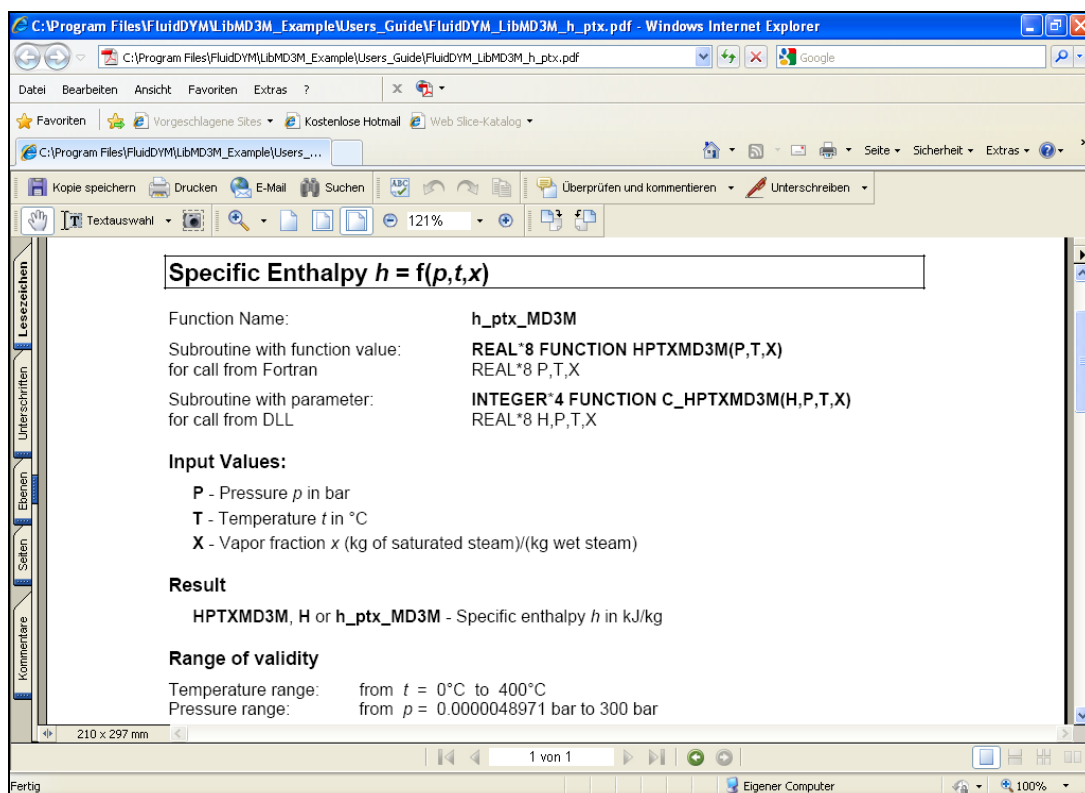 C:\Program Files\FluidDYM\LibMD3M_Example\Users_Guide\FluidDYM_LibMD3M_h_ptx.pdf - Windows Internet Explorer
C:\Program Files\FluidDYM\LibMD3M_Example\Users_Guide\FluidDYM_LibMD3M_h_ptx.pdf
Google
Datei Bearbeiten Ansicht Favoriten Extras ?
Favoriten Vorgeschlagene Sites Kostenlose Hotmail Web Slice-Katalog
C:\Program Files\FluidDYM\LibMD3M_Example\Users_... Seite Sicherheit Extras
Kopie speichern Drucken E-Mail Suchen ABC Überprüfen und kommentieren Unterschreiben
Textauswahl 121%
Lesezeichen
Unterschriften
Ebenen
Seiten
Kommentare
Specific Enthalpy h = f(p,t,x)
Function Name: h_ptx_MD3M
Subroutine with function value: REAL*8 FUNCTION HPTXMD3M(P,T,X)
for call from Fortran REAL*8 P,T,X
Subroutine with parameter: INTEGER*4 FUNCTION C_HPTXMD3M(H,P,T,X)
for call from DLL REAL*8 H,P,T,X
Input Values:
P - Pressure p in bar
T - Temperature t in °C
X - Vapor fraction x (kg of saturated steam)/(kg wet steam)
Result
HPTXMD3M, H or h_ptx_MD3M - Specific enthalpy h in kJ/kg
Range of validity
Temperature range: from t = 0°C to 400°C
Pressure range: from p = 0.0000048971 bar to 300 bar
210 x 297 mm
1 von 1
Fertig Eigener Computer 100%